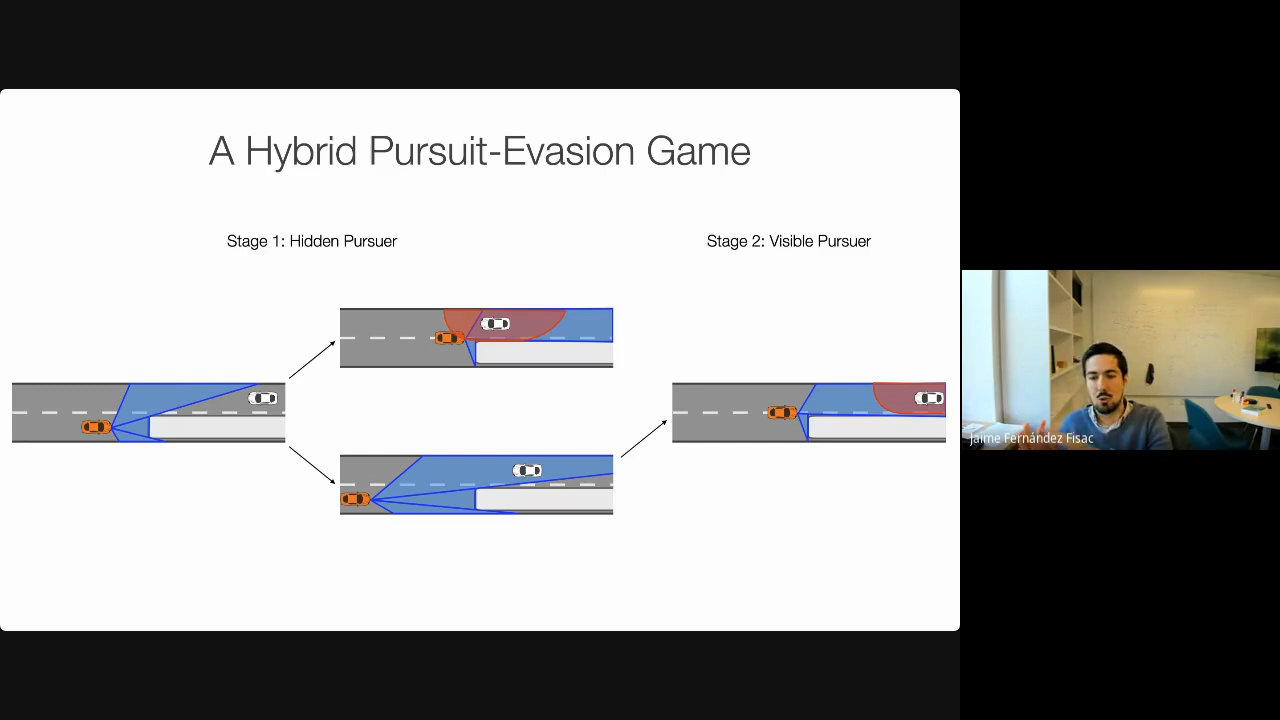 A Hybrid Pursuit-Evasion Game
Stage 1: Hidden Pursuer
Stage 2: Visible Pursuer
Jaime Fernández Fisac